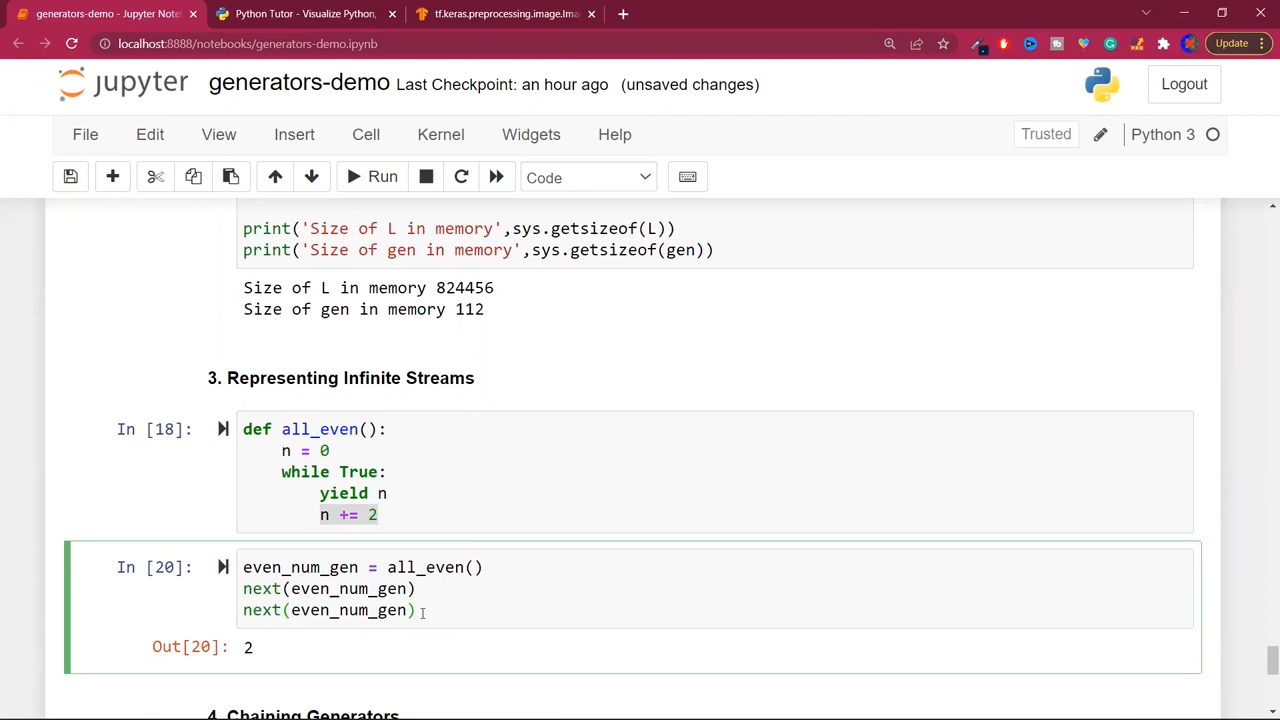 generators-demo - Jupyter Note
Python Tutor - Visualize Python,
tf.keras.preprocessing.image.Ima
localhost:8888/notebooks/generators-demo.ipynb
Update
jupyter generators-demo Last Checkpoint: an hour ago (unsaved changes)
Logout
File Edit View Insert Cell Kernel Widgets Help
Trusted Python 3
Run Code
print('Size of L in memory',sys.getsizeof(L))
print('Size of gen in memory',sys.getsizeof(gen))
Size of L in memory 824456
Size of gen in memory 112
3. Representing Infinite Streams
In [18]: def all_even():
n = 0
while True:
yield n
n += 2
In [20]: even_num_gen = all_even()
next(even_num_gen)
next(even_num_gen)
Out[20]: 2
4. Chaining Generators